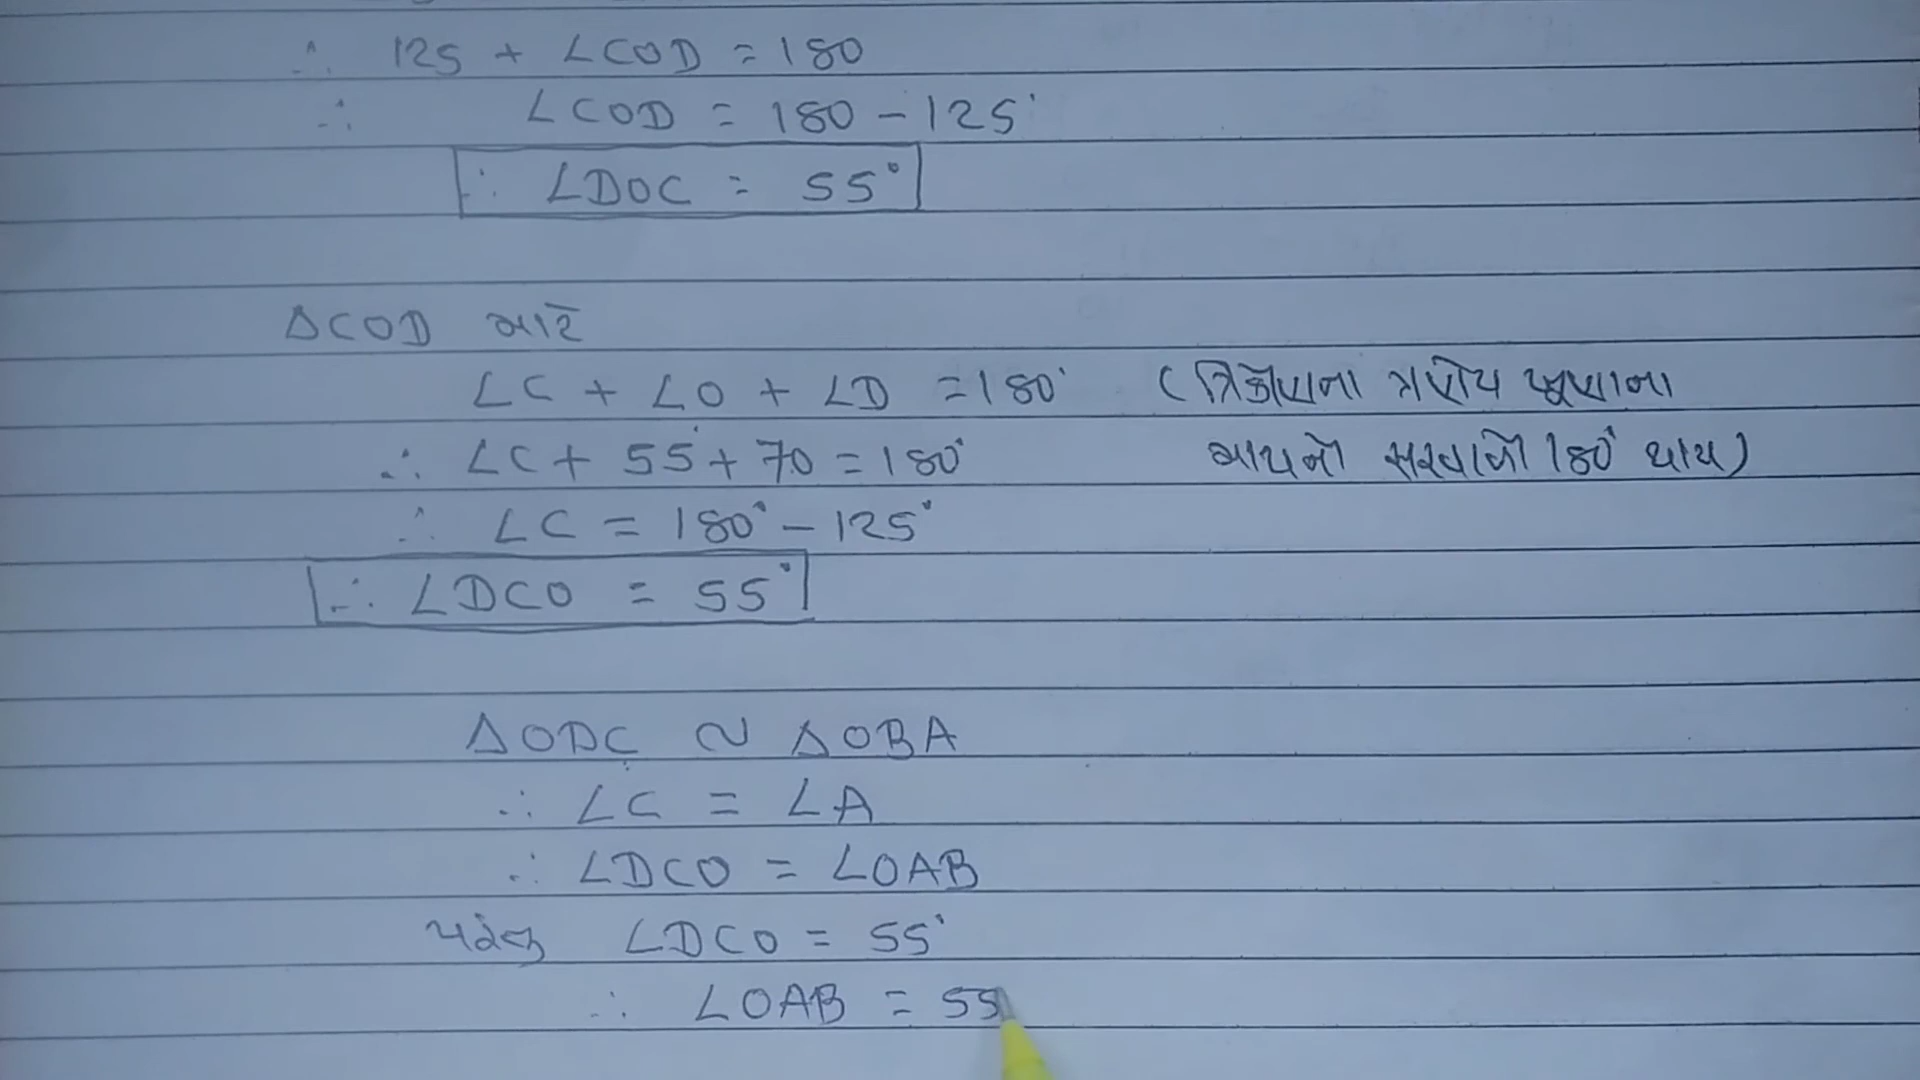 ∴ 125 + ∠COD = 180
∴ ∠COD = 180 - 125°
∴ ∠DOC = 55°
ΔCOD માટે
∠C + ∠O + ∠D = 180° (ત્રિકોણના ત્રણેય ખૂણાના
∴ ∠C + 55° + 70 = 180° માપનો સરવાળો 180° થાય)
∴ ∠C = 180° - 125°
∴ ∠DCO = 55°
ΔODC ~ ΔOBA
∴ ∠C = ∠A
∴ ∠DCO = ∠OAB
પરંતુ ∠DCO = 55°
∴ ∠OAB = 55